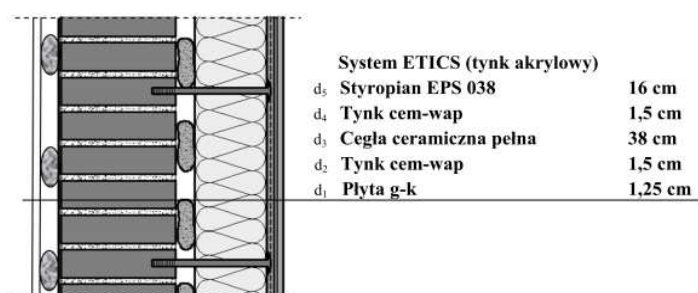 System ETICS (tynk akrylowy)
d₅ Styropian EPS 038 16 cm
d₄ Tynk cem-wap 1,5 cm
d₃ Cegła ceramiczna pełna 38 cm
d₂ Tynk cem-wap 1,5 cm
d₁ Płyta g-k 1,25 cm